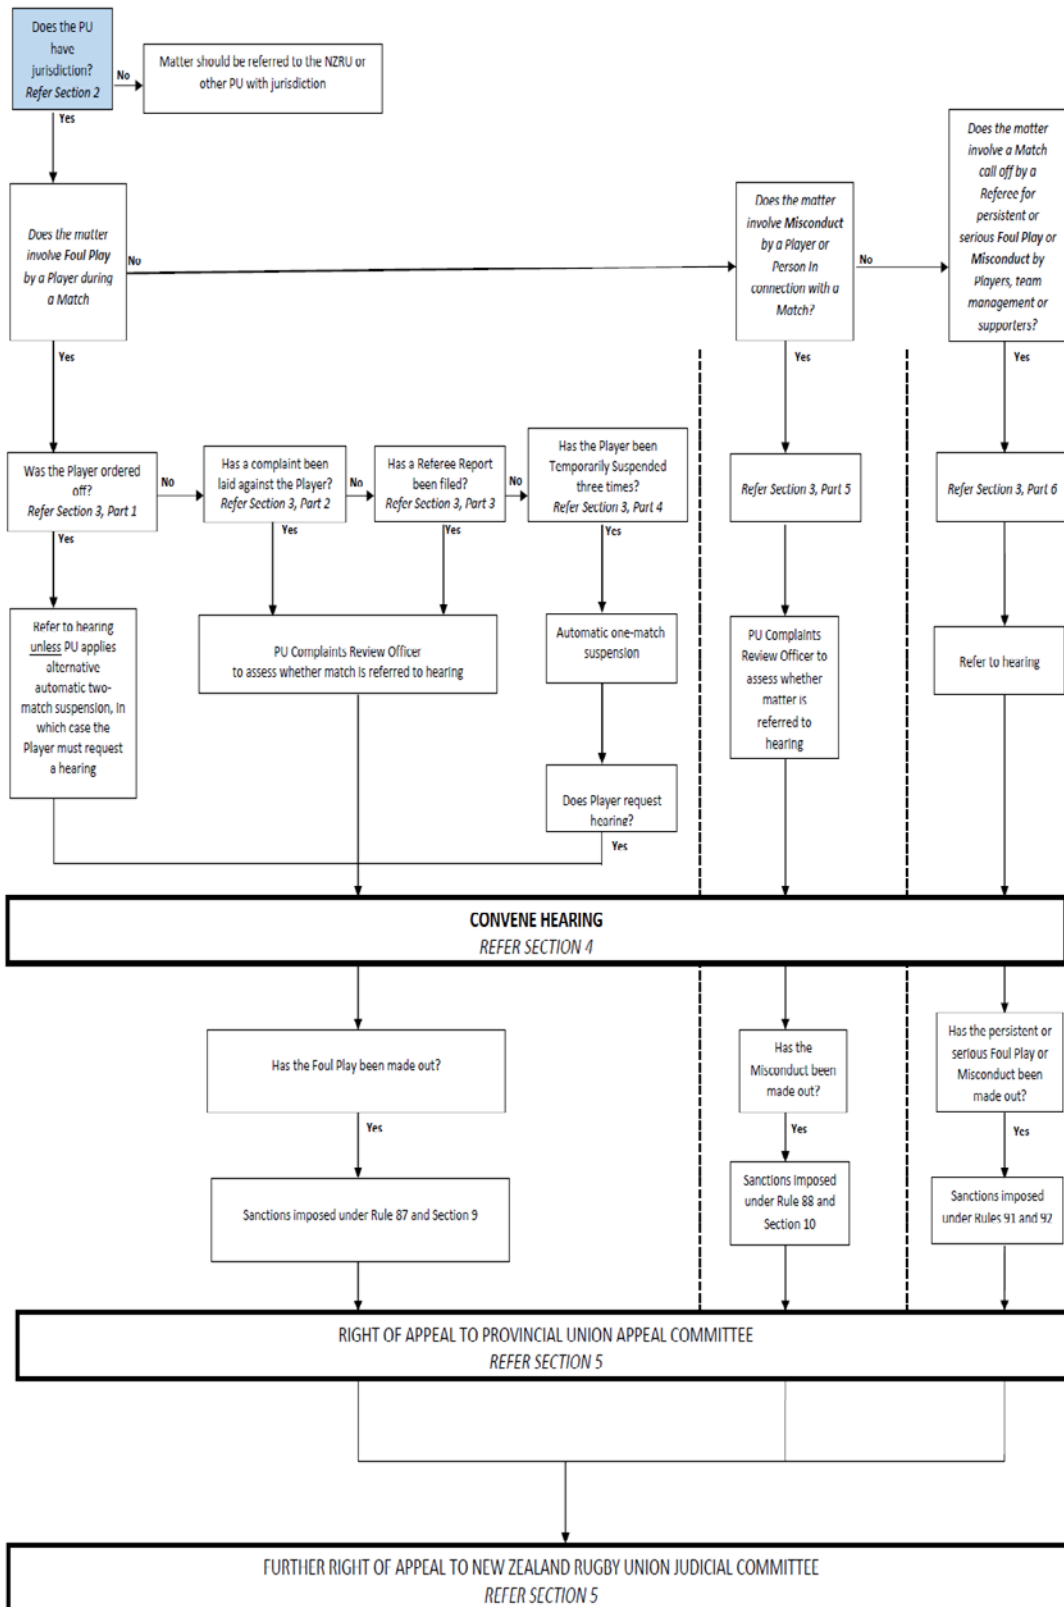 Does the PU
have
jurisdiction?
Refer Section 2
No
Matter should be referred to the NZRU or
other PU with jurisdiction
Yes
Does the matter
involve Foul Play
by a Player during
a Match
No
Does the matter
involve Misconduct
by a Player or
Person In
connection with a
Match?
No
Does the matter
involve a Match
call off by a
Referee for
persistent or
serious Foul Play or
Misconduct by
Players, team
management or
supporters?
Yes
Yes
Yes
Was the Player ordered
off?
Refer Section 3, Part 1
No
Has a complaint been
laid against the Player?
Refer Section 3, Part 2
No
Has a Referee Report
been filed?
Refer Section 3, Part 3
No
Has the Player been
Temporarily Suspended
three times?
Refer Section 3, Part 4
Refer Section 3, Part 5
Refer Section 3, Part 6
Yes
Yes
Yes
Yes
Refer to hearing
unless PU applies
alternative
automatic two-
match suspension, in
which case the
Player must request
a hearing
PU Complaints Review Officer
to assess whether match is referred to hearing
Automatic one-match
suspension
PU Complaints
Review Officer to
assess whether
matter is
referred to
hearing
Refer to hearing
Does Player request
hearing?
Yes
CONVENE HEARING
REFER SECTION 4
Has the Foul Play been made out?
Has the
Misconduct been
made out?
Has the persistent or
serious Foul Play or
Misconduct been
made out?
Yes
Yes
Yes
Sanctions imposed under Rule 87 and Section 9
Sanctions imposed
under Rule 88 and
Section 10
Sanctions imposed
under Rules 91 and 92
RIGHT OF APPEAL TO PROVINCIAL UNION APPEAL COMMITTEE
REFER SECTION 5
FURTHER RIGHT OF APPEAL TO NEW ZEALAND RUGBY UNION JUDICIAL COMMITTEE
REFER SECTION 5